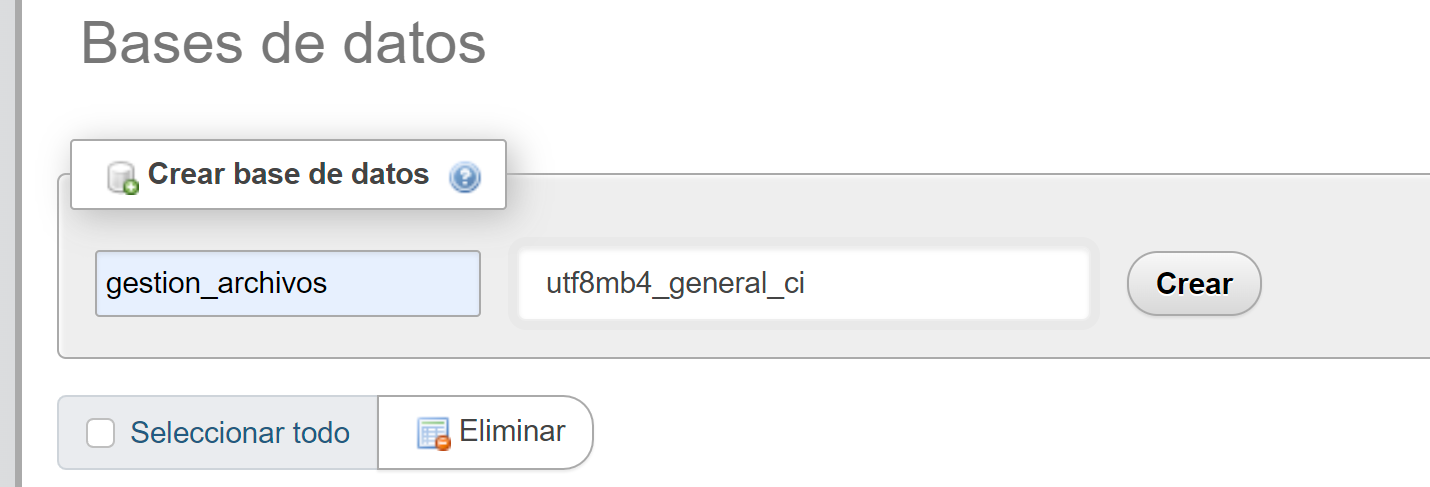 Bases de datos
Crear base de datos
gestion_archivos utf8mb4_general_ci Crear
Seleccionar todo Eliminar